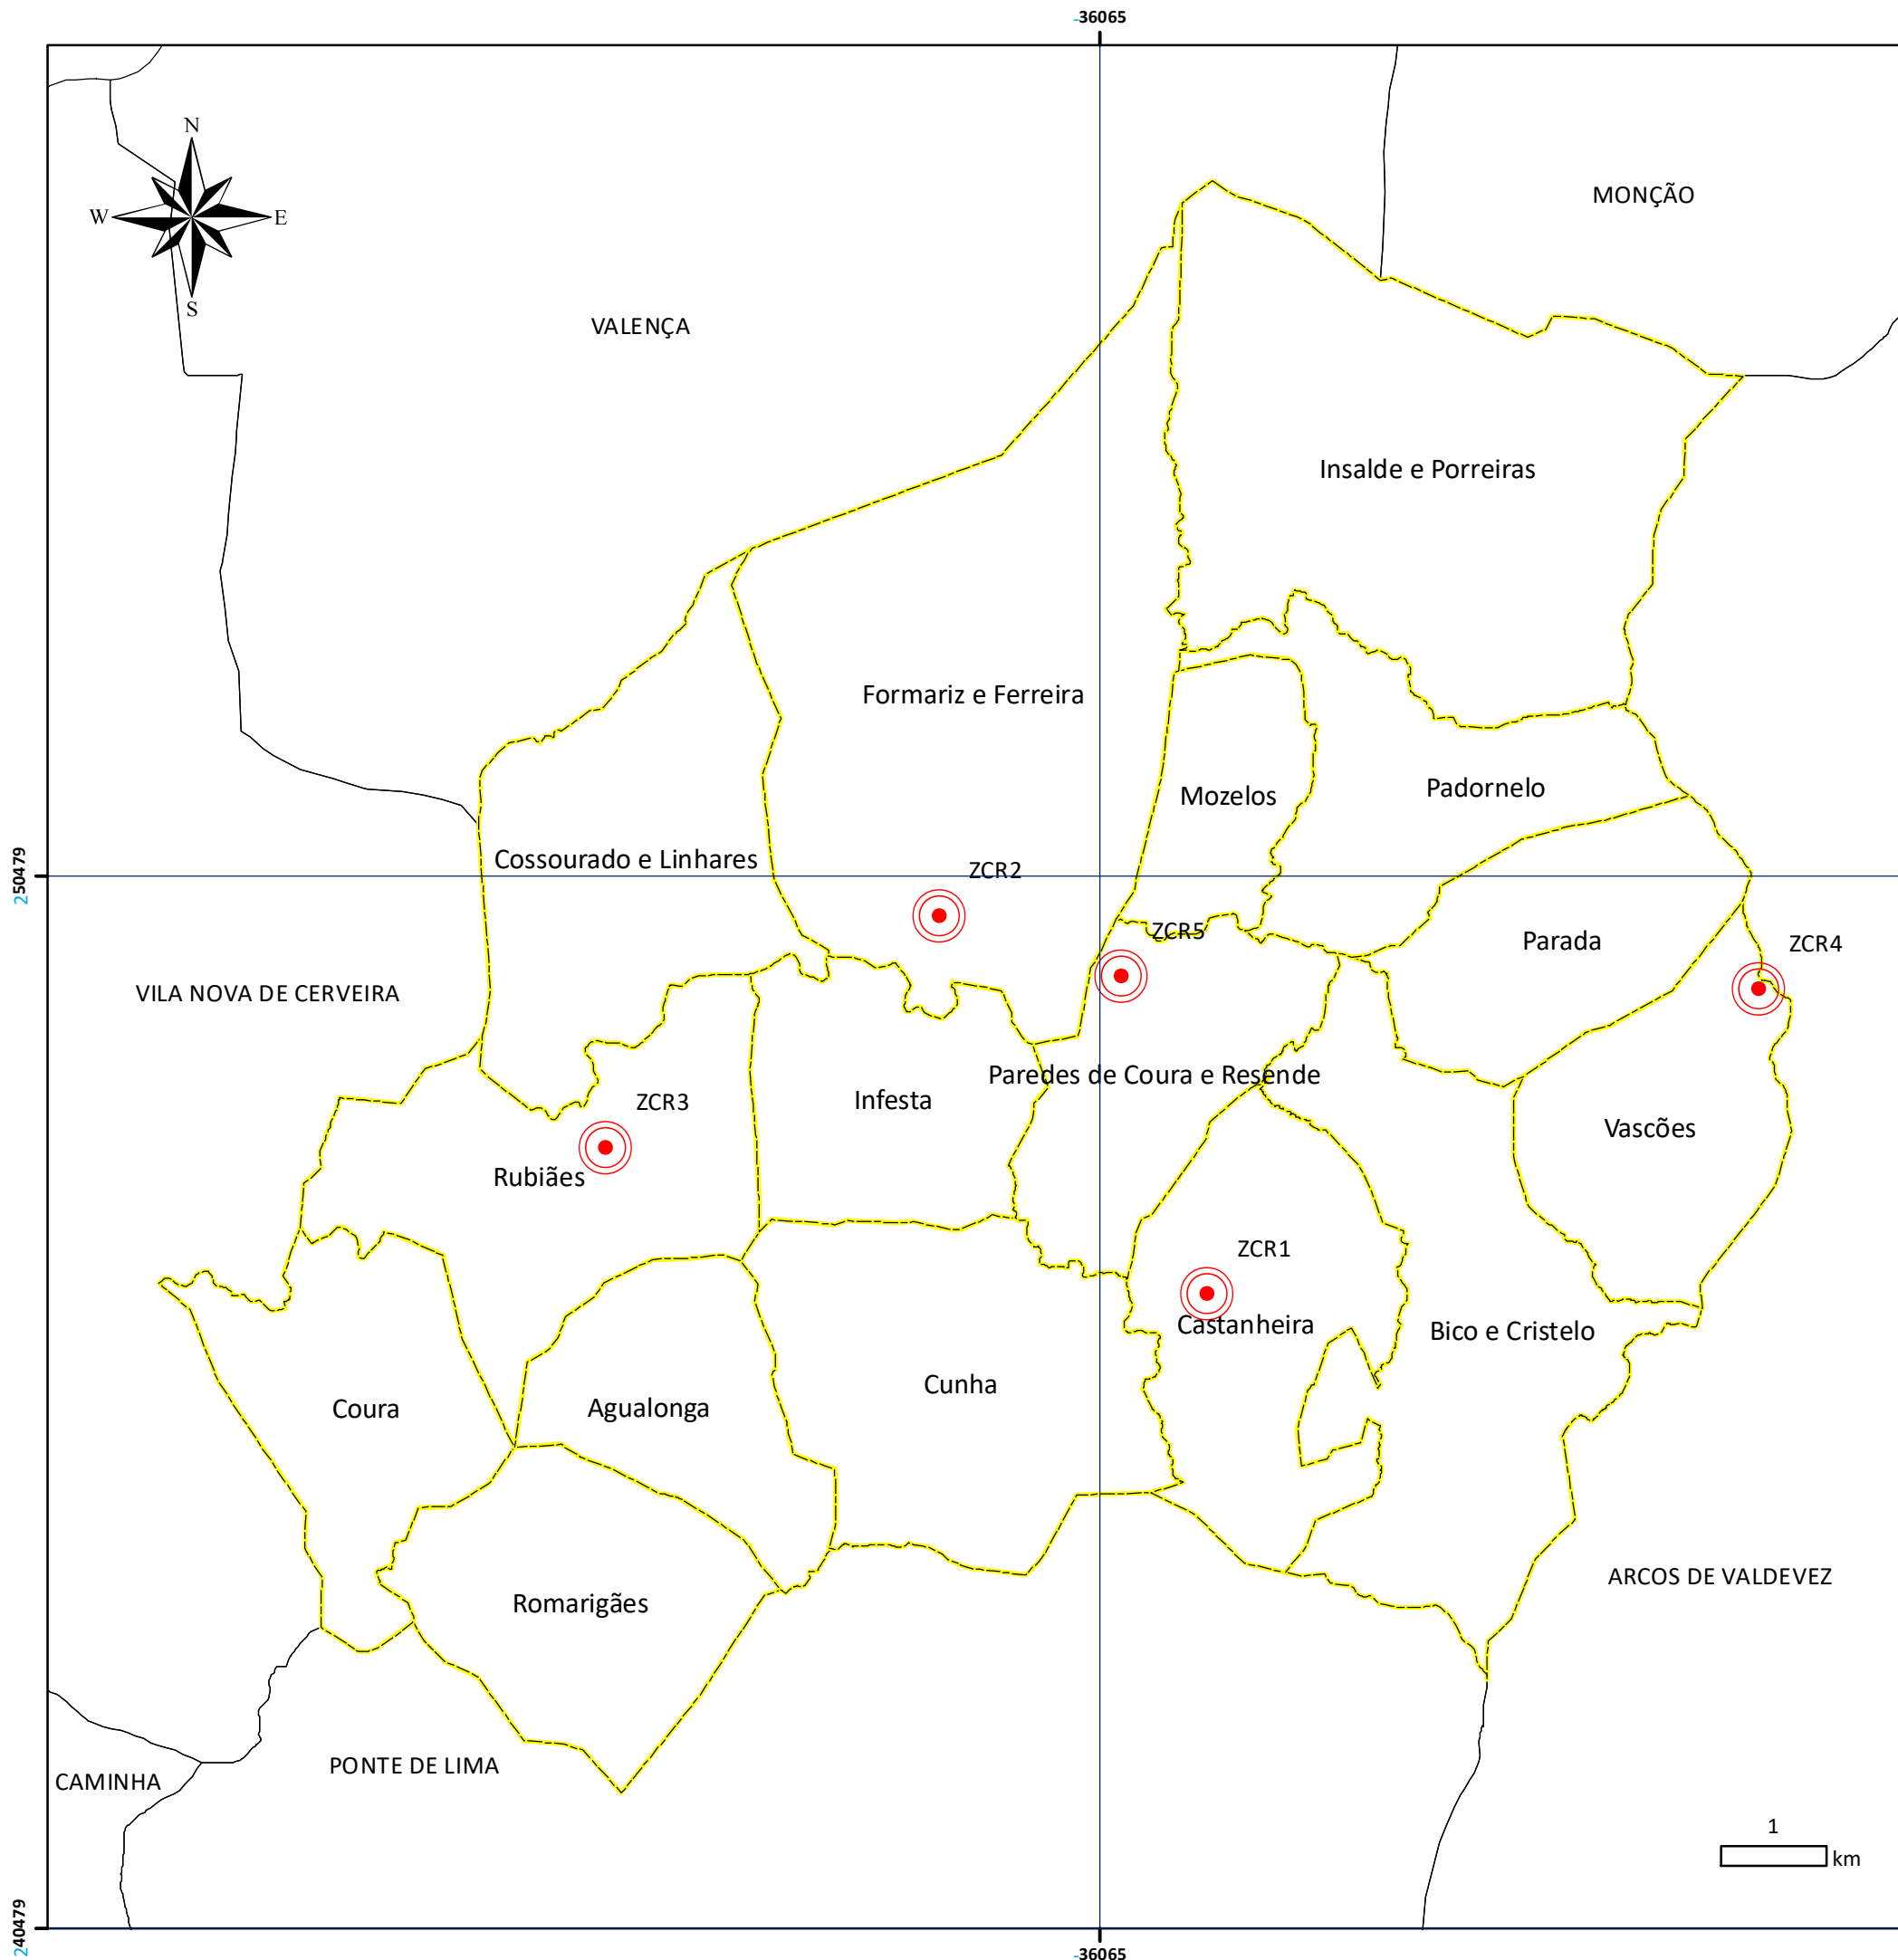 -36065
N
MONÇÃO
W
E
S
VALENÇA
Insalde e Porreiras
Formariz e Ferreira
Padornelo
Mozelos
Cossourado e Linhares
250479
ZCR2
ZCR5
Parada
ZCR4
VILA NOVA DE CERVEIRA
Paredes de Coura e Resende
ZCR3
Infesta
Vascões
Rubiães
ZCR1
Castanheira
Bico e Cristelo
Cunha
Coura
Agualonga
ARCOS DE VALDEVEZ
Romarigães
PONTE DE LIMA
CAMINHA
1
km
240479
-36065